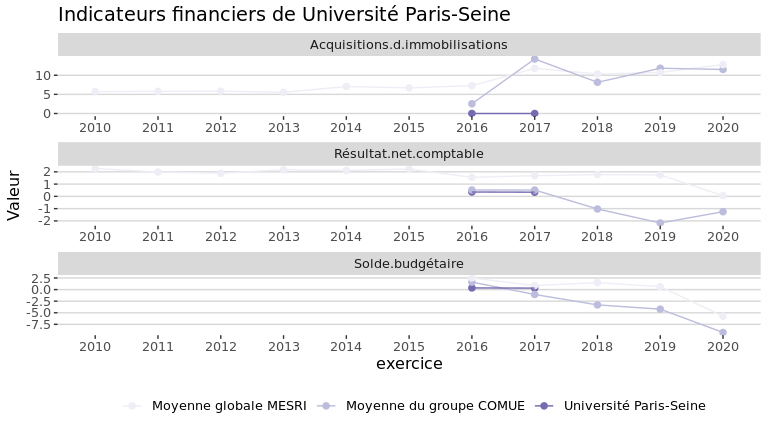 Indicateurs financiers de Université Paris-Seine
Acquisitions.d.immobilisations
10
5
0
2010 2011 2012 2013 2014 2015 2016 2017 2018 2019 2020
Résultat.net.comptable
2
1
0
-1
-2
2010 2011 2012 2013 2014 2015 2016 2017 2018 2019 2020
Solde.budgétaire
2.5
0.0
-2.5
-5.0
-7.5
2010 2011 2012 2013 2014 2015 2016 2017 2018 2019 2020
Valeur
exercice
Moyenne globale MESRI Moyenne du groupe COMUE Université Paris-Seine